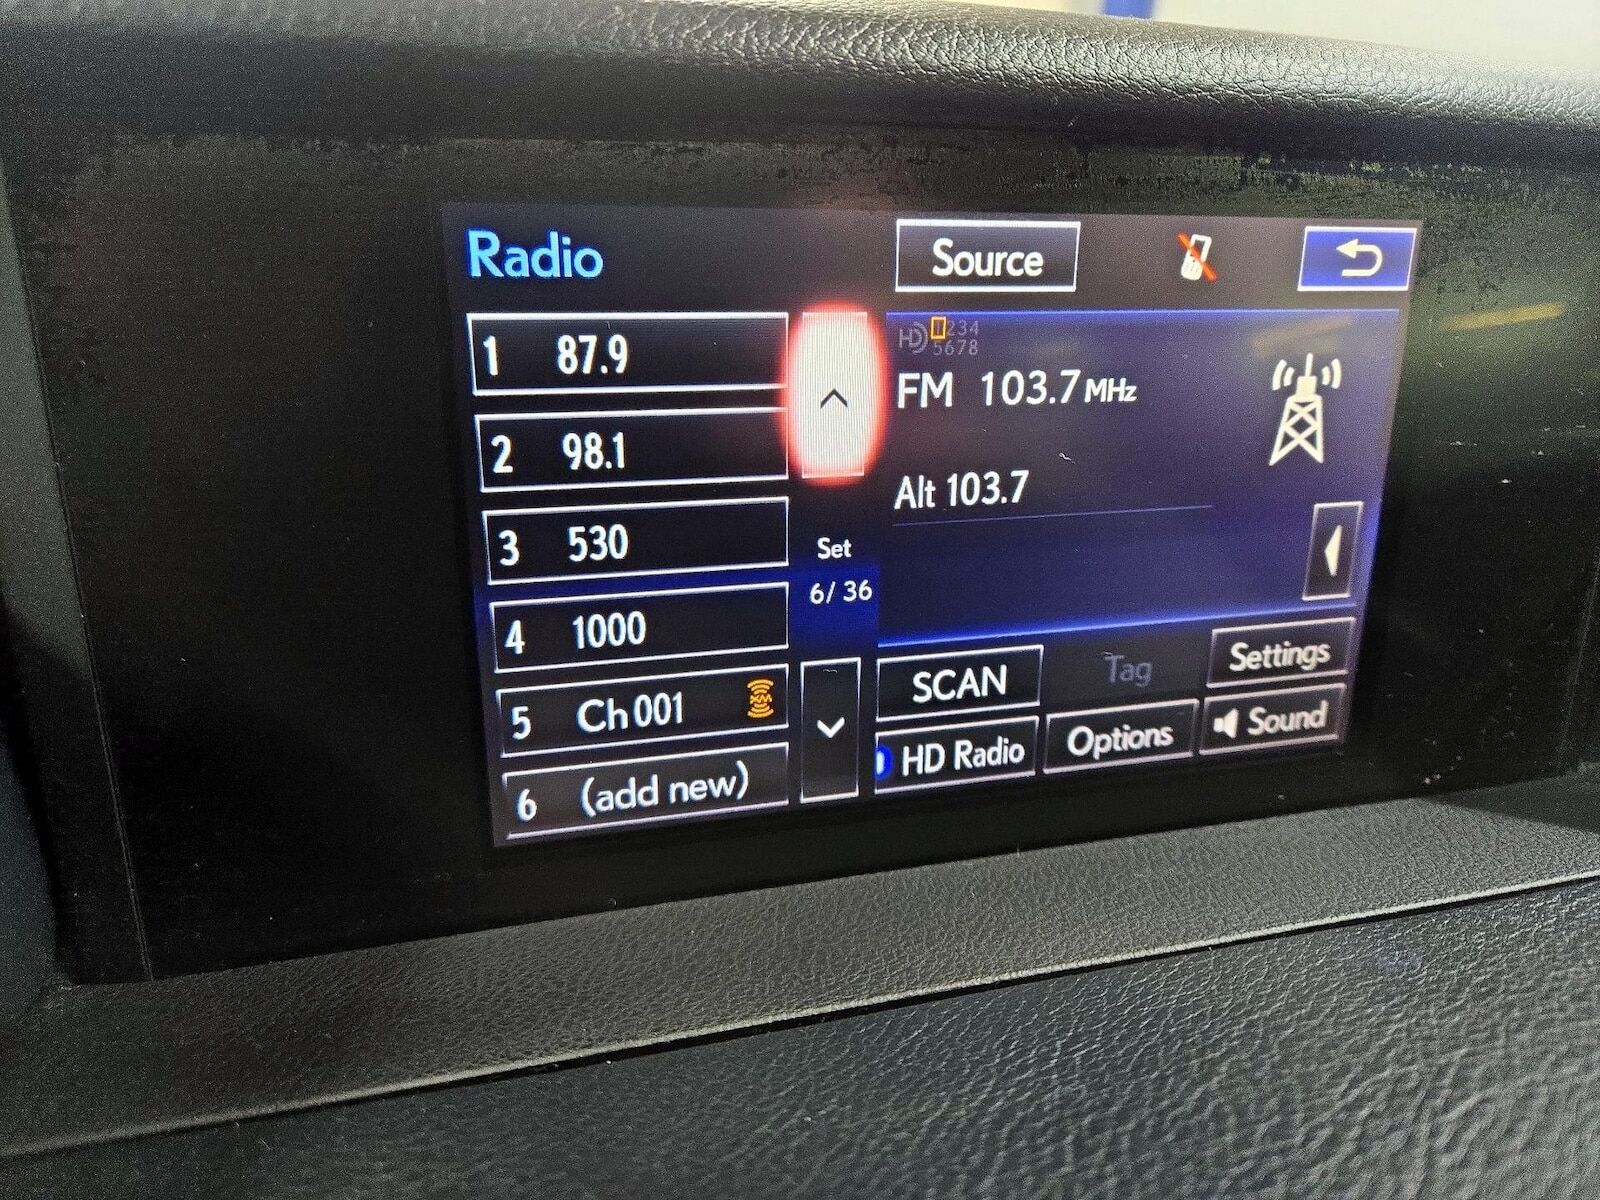 Radio
Source
1 87.9
2 98.1
3 530
4 1000
5 Ch 001 XM
6 (add new)
Set
6/ 36
HD 1234
5678
FM 103.7 MHz
Alt 103.7
SCAN
Tag
Settings
HD Radio
Options
Sound